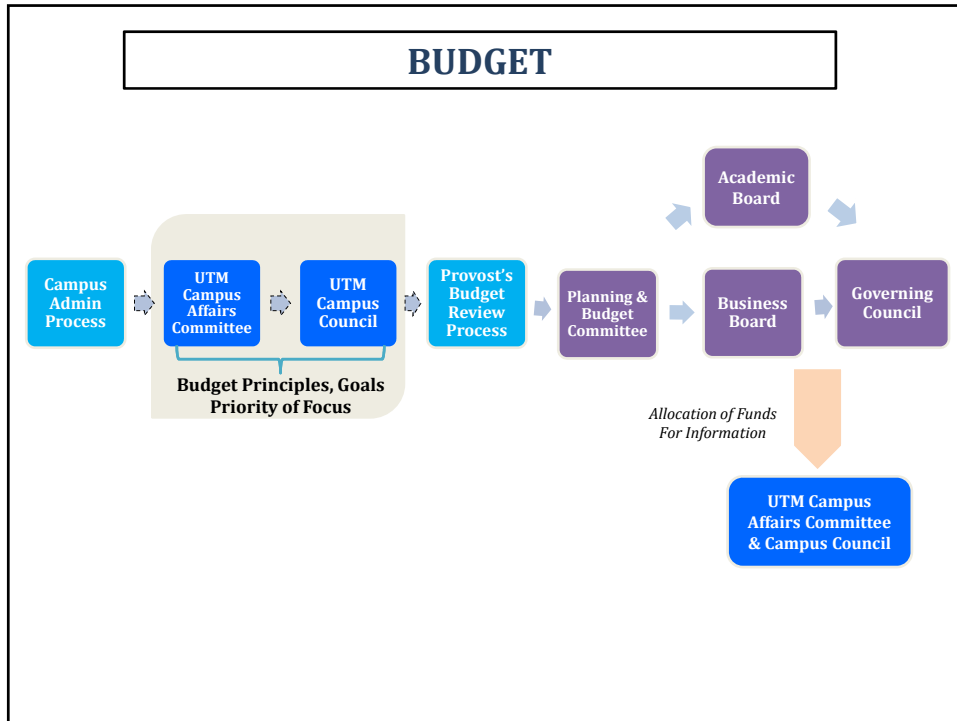 BUDGET
Campus
Admin
Process
UTM
Campus
Affairs
Committee
UTM
Campus
Council
Budget Principles, Goals
Priority of Focus
Provost's
Budget
Review
Process
Planning &
Budget
Committee
Academic
Board
Business
Board
Governing
Council
Allocation of Funds
For Information
UTM Campus
Affairs Committee
& Campus Council